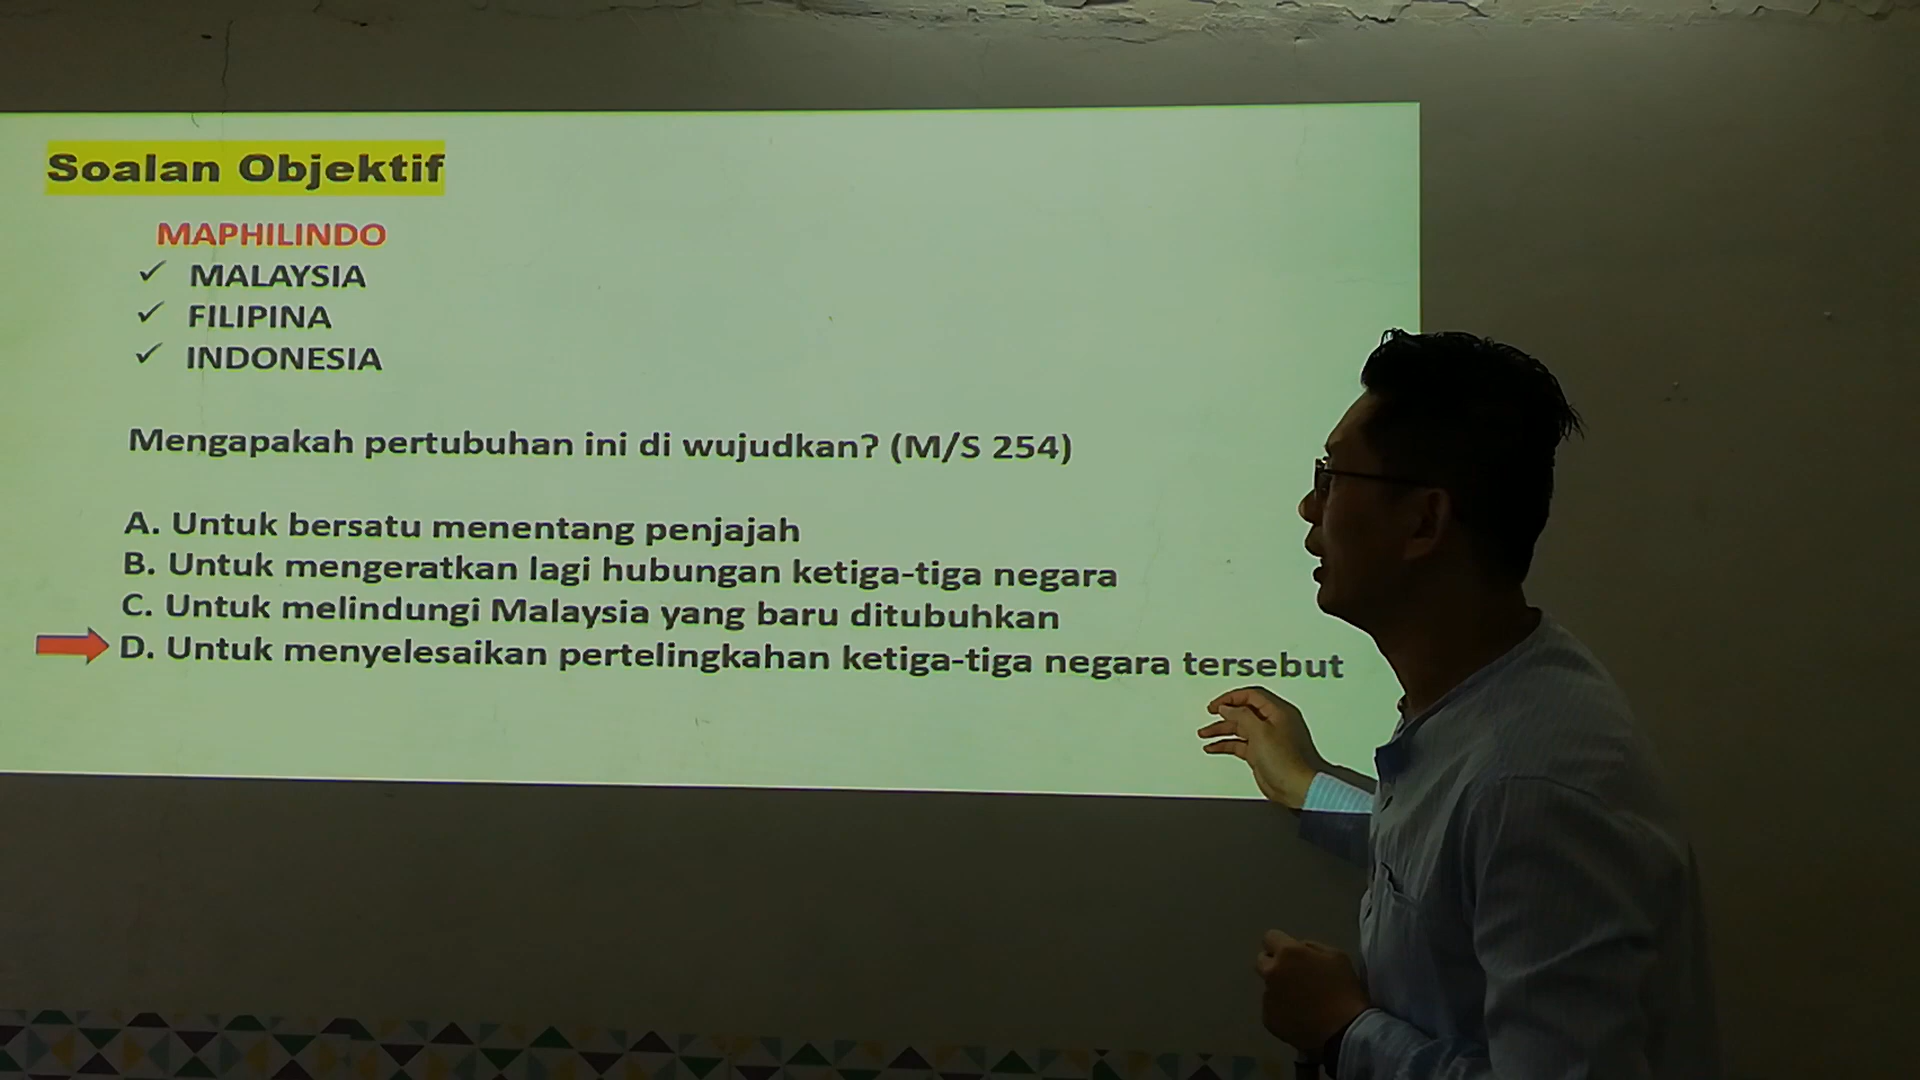 Soalan Objektif
MAPHILINDO
✓ MALAYSIA
✓ FILIPINA
✓ INDONESIA
Mengapakah pertubuhan ini di wujudkan? (M/S 254)
A. Untuk bersatu menentang penjajah
B. Untuk mengeratkan lagi hubungan ketiga-tiga negara
C. Untuk melindungi Malaysia yang baru ditubuhkan
D. Untuk menyelesaikan pertelingkahan ketiga-tiga negara tersebut